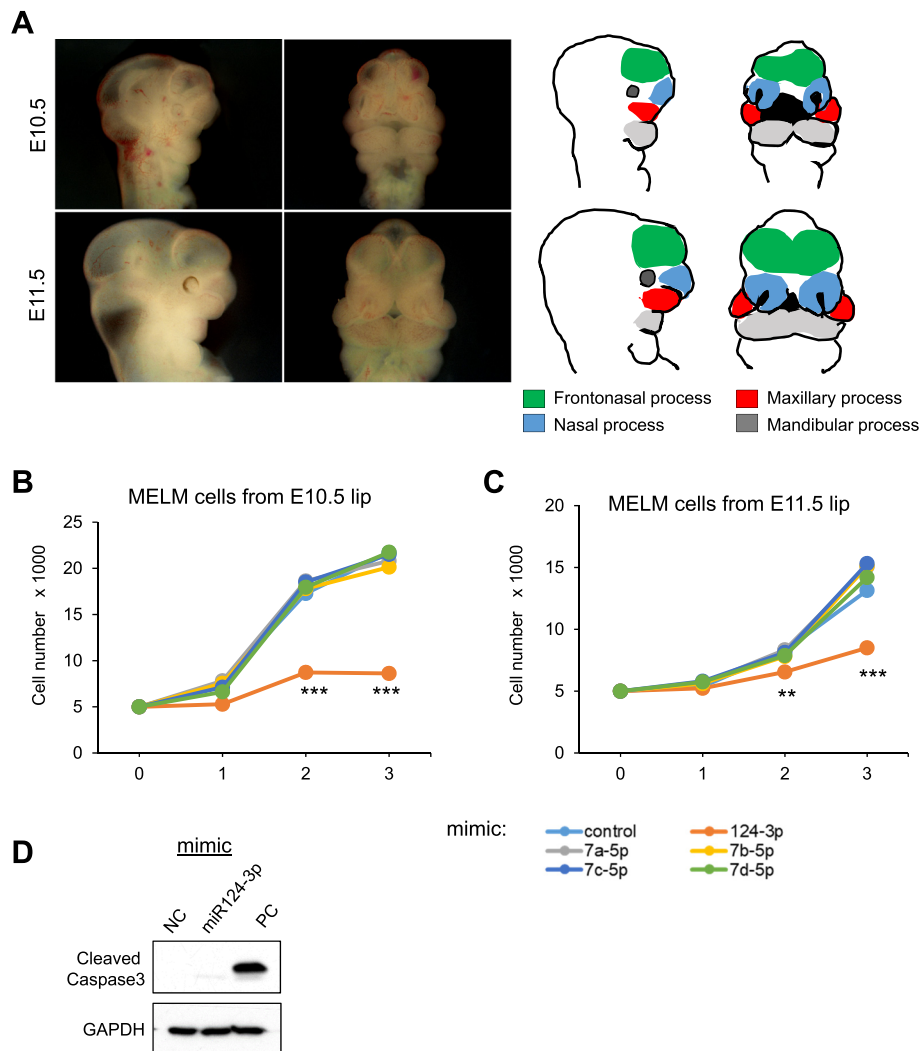 A
E10.5
E11.5
Frontonasal process
Maxillary process
Nasal process
Mandibular process
B
MELM cells from E10.5 lip
Cell number x 1000
25
20
15
10
5
0
0 1 2 3
*** ***
C
MELM cells from E11.5 lip
Cell number x 1000
20
15
10
5
0
0 1 2 3
** ***
mimic:
control 124-3p
7a-5p 7b-5p
7c-5p 7d-5p
D
mimic
NC miR124-3p PC
Cleaved
Caspase3
GAPDH